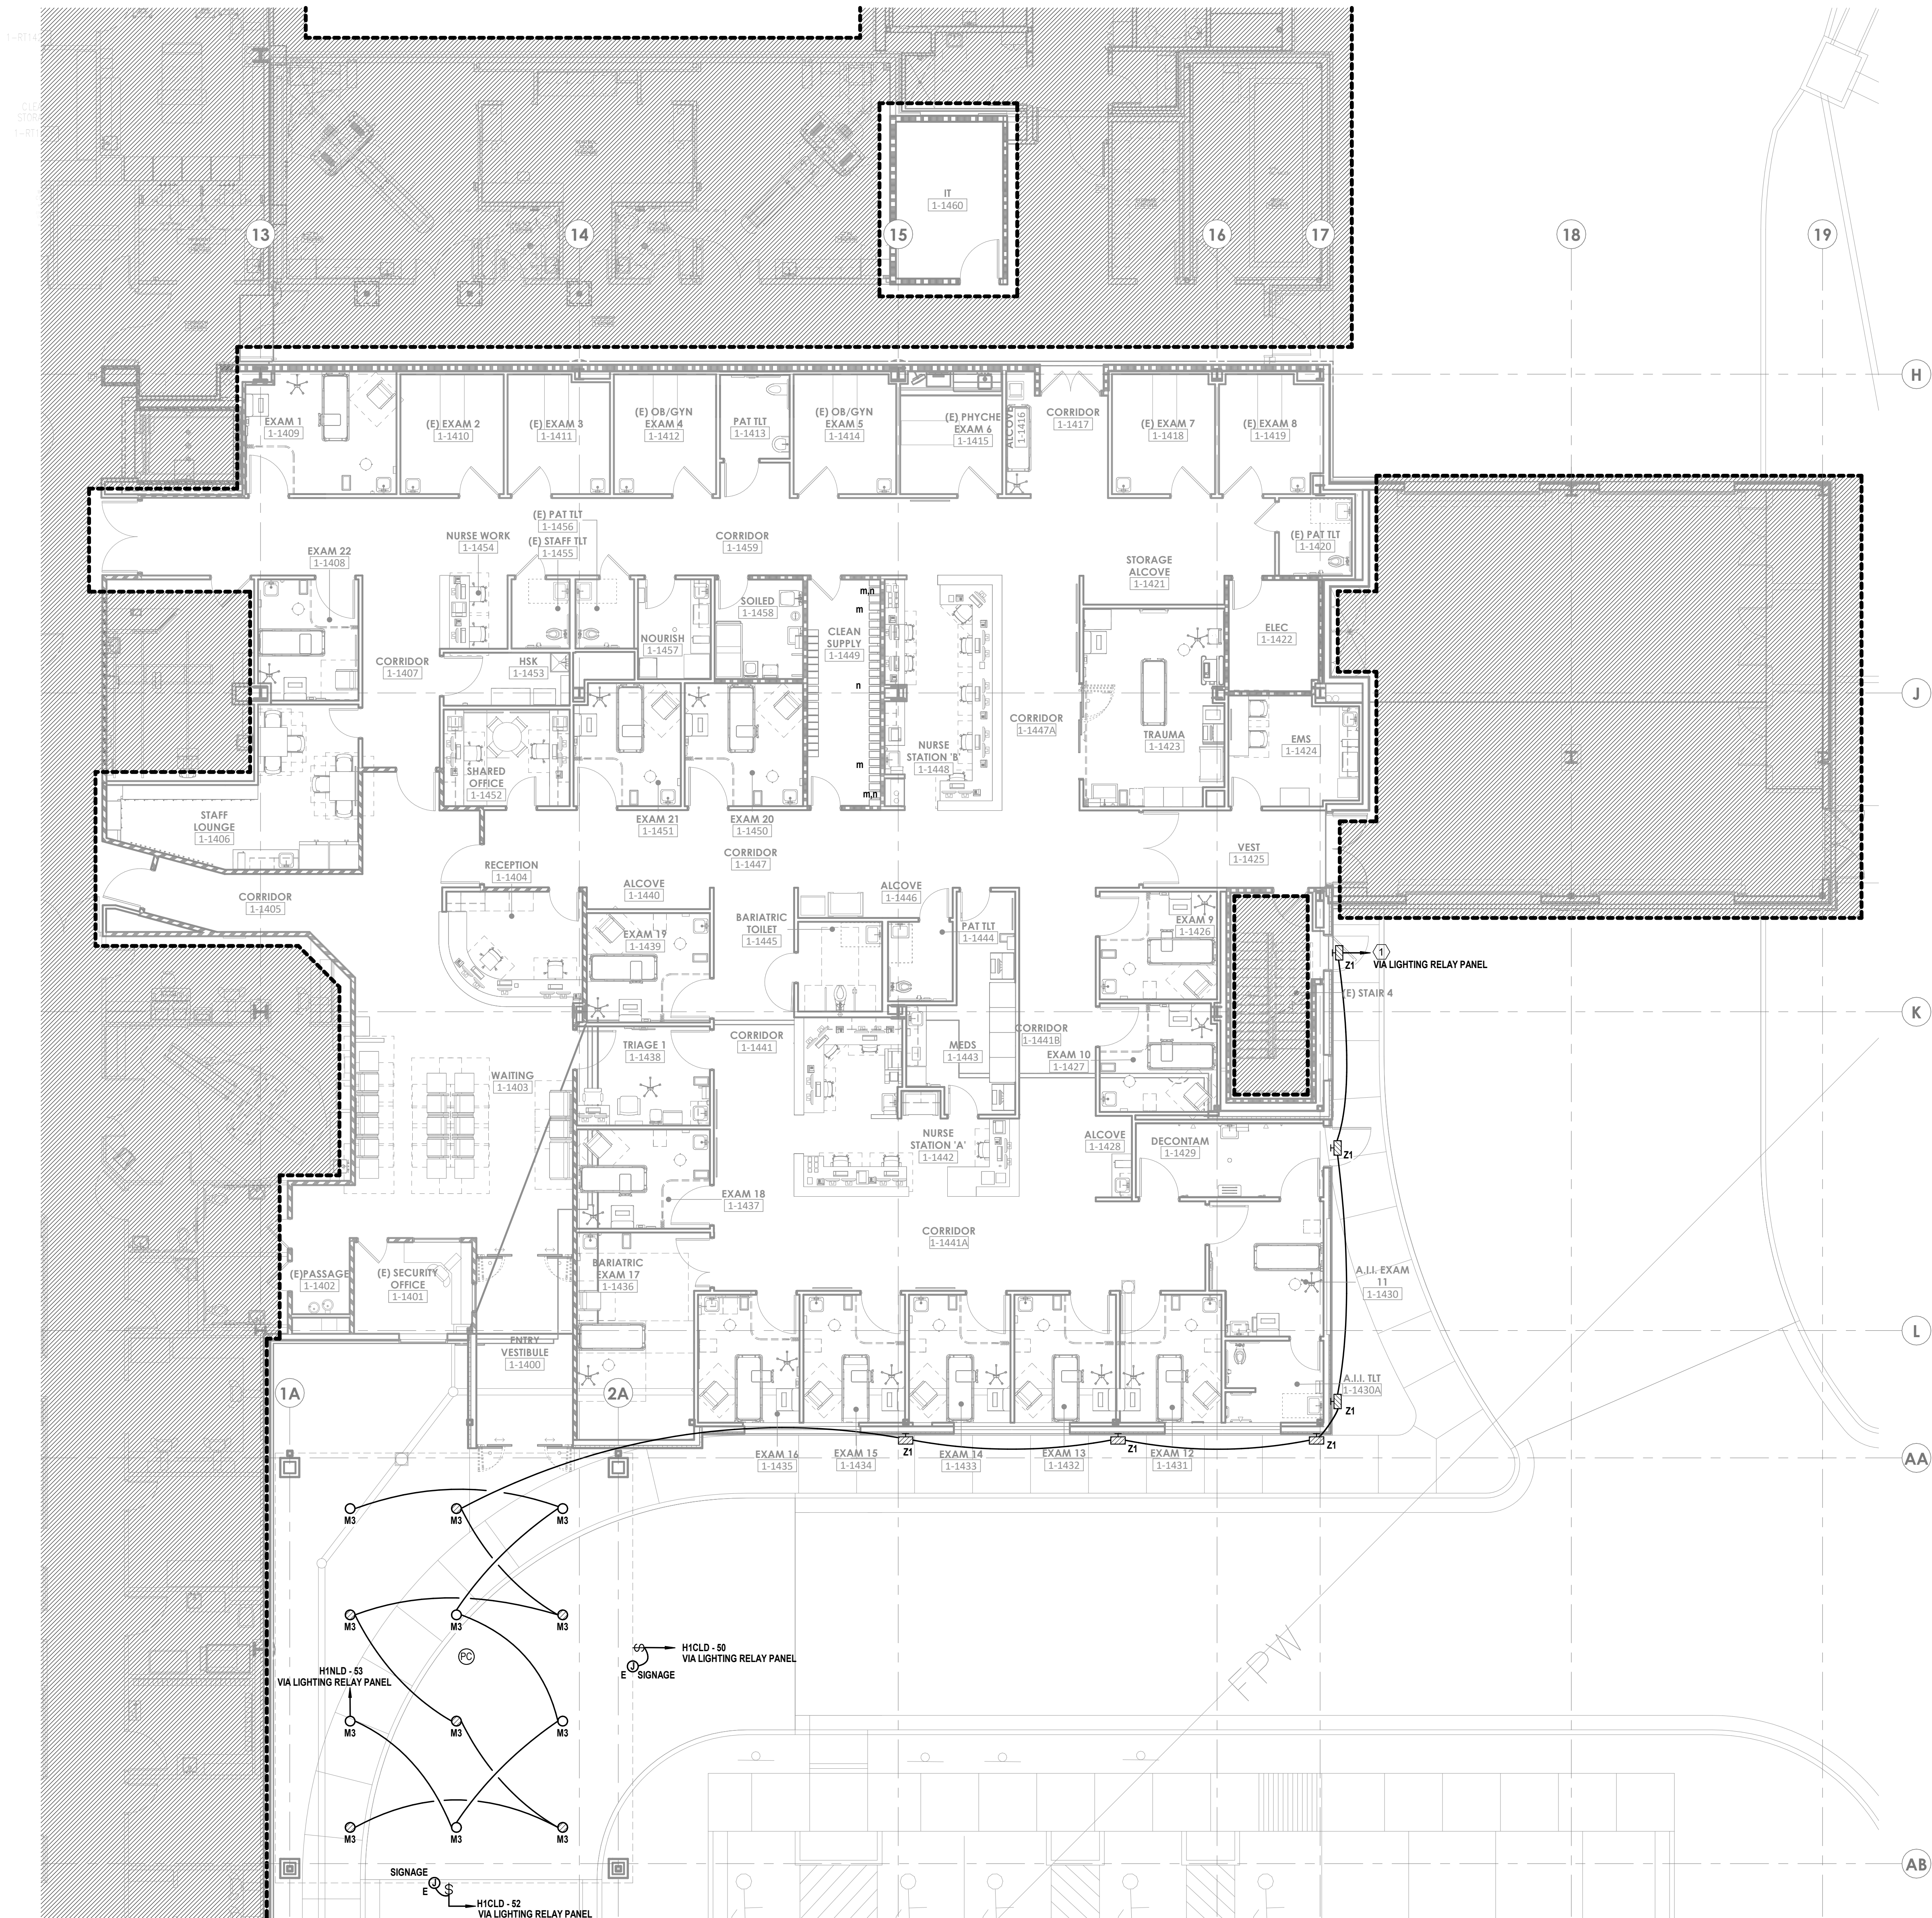 IT
1-1460
13
14
15
16
17
18
19
H
EXAM 1
1-1409
(E) EXAM 2
1-1410
(E) EXAM 3
1-1411
(E) OB/GYN
EXAM 4
1-1412
PAT TLT
1-1413
(E) OB/GYN
EXAM 5
1-1414
(E) PHYCHE
EXAM 6
1-1415
ALCOVE
1-1416
CORRIDOR
1-1417
(E) EXAM 7
1-1418
(E) EXAM 8
1-1419
(E) PAT TLT
1-1456
(E) STAFF TLT
1-1455
NURSE WORK
1-1454
CORRIDOR
1-1459
EXAM 22
1-1408
(E) PAT TLT
1-1420
STORAGE
ALCOVE
1-1421
SOILED
1-1458
m,n
m
CLEAN
SUPPLY
1-1449
n
m
m,n
ELEC
1-1422
NOURISH
1-1457
CORRIDOR
1-1407
HSK
1-1453
J
CORRIDOR
1-1447A
TRAUMA
1-1423
EMS
1-1424
NURSE
STATION 'B'
1-1448
SHARED
OFFICE
1-1452
STAFF
LOUNGE
1-1406
EXAM 21
1-1451
EXAM 20
1-1450
CORRIDOR
1-1447
VEST
1-1425
RECEPTION
1-1404
CORRIDOR
1-1405
ALCOVE
1-1440
ALCOVE
1-1446
BARIATRIC
TOILET
1-1445
PAT TLT
1-1444
EXAM 9
1-1426
EXAM 19
1-1439
Z1
1
VIA LIGHTING RELAY PANEL
(E) STAIR 4
K
TRIAGE 1
1-1438
CORRIDOR
1-1441
MEDS
1-1443
CORRIDOR
1-1441B
EXAM 10
1-1427
WAITING
1-1403
NURSE
STATION 'A'
1-1442
ALCOVE
1-1428
DECONTAM
1-1429
Z1
EXAM 18
1-1437
CORRIDOR
1-1441A
(E)PASSAGE
1-1402
(E) SECURITY
OFFICE
1-1401
BARIATRIC
EXAM 17
1-1436
A.I.I. EXAM
11
1-1430
L
ENTRY
VESTIBULE
1-1400
1A
2A
A.I.I. TLT
1-1430A
Z1
Z1
Z1
Z1
EXAM 16
1-1435
EXAM 15
1-1434
EXAM 14
1-1433
EXAM 13
1-1432
EXAM 12
1-1431
AA
M3
M3
M3
M3
M3
M3
PC
FPW
H1CLD - 50
VIA LIGHTING RELAY PANEL
J
E
SIGNAGE
H1NLD - 53
VIA LIGHTING RELAY PANEL
M3
M3
M3
M3
M3
M3
AB
SIGNAGE
J
E
$
H1CLD - 52
VIA LIGHTING RELAY PANEL